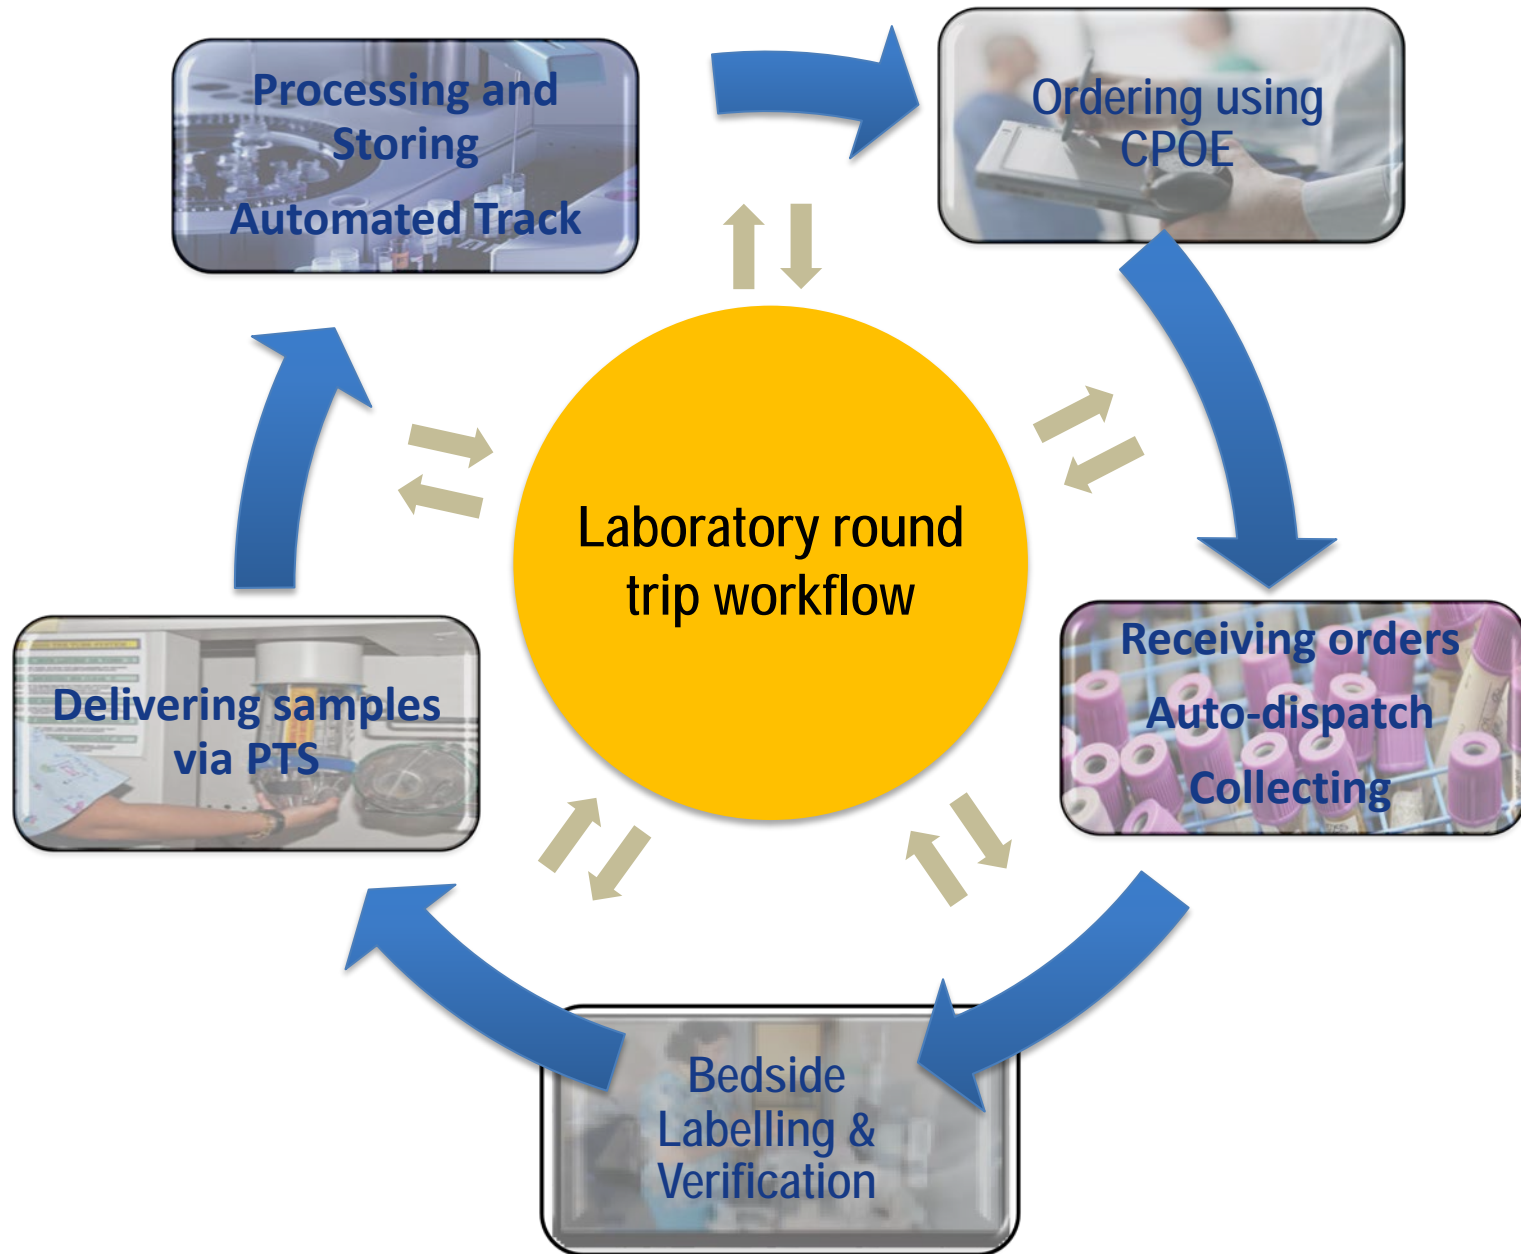 Processing and
Storing
Automated Track
Ordering using
CPOE
Laboratory round
trip workflow
Receiving orders
Auto-dispatch
Collecting
Delivering samples
via PTS
Bedside
Labelling &
Verification